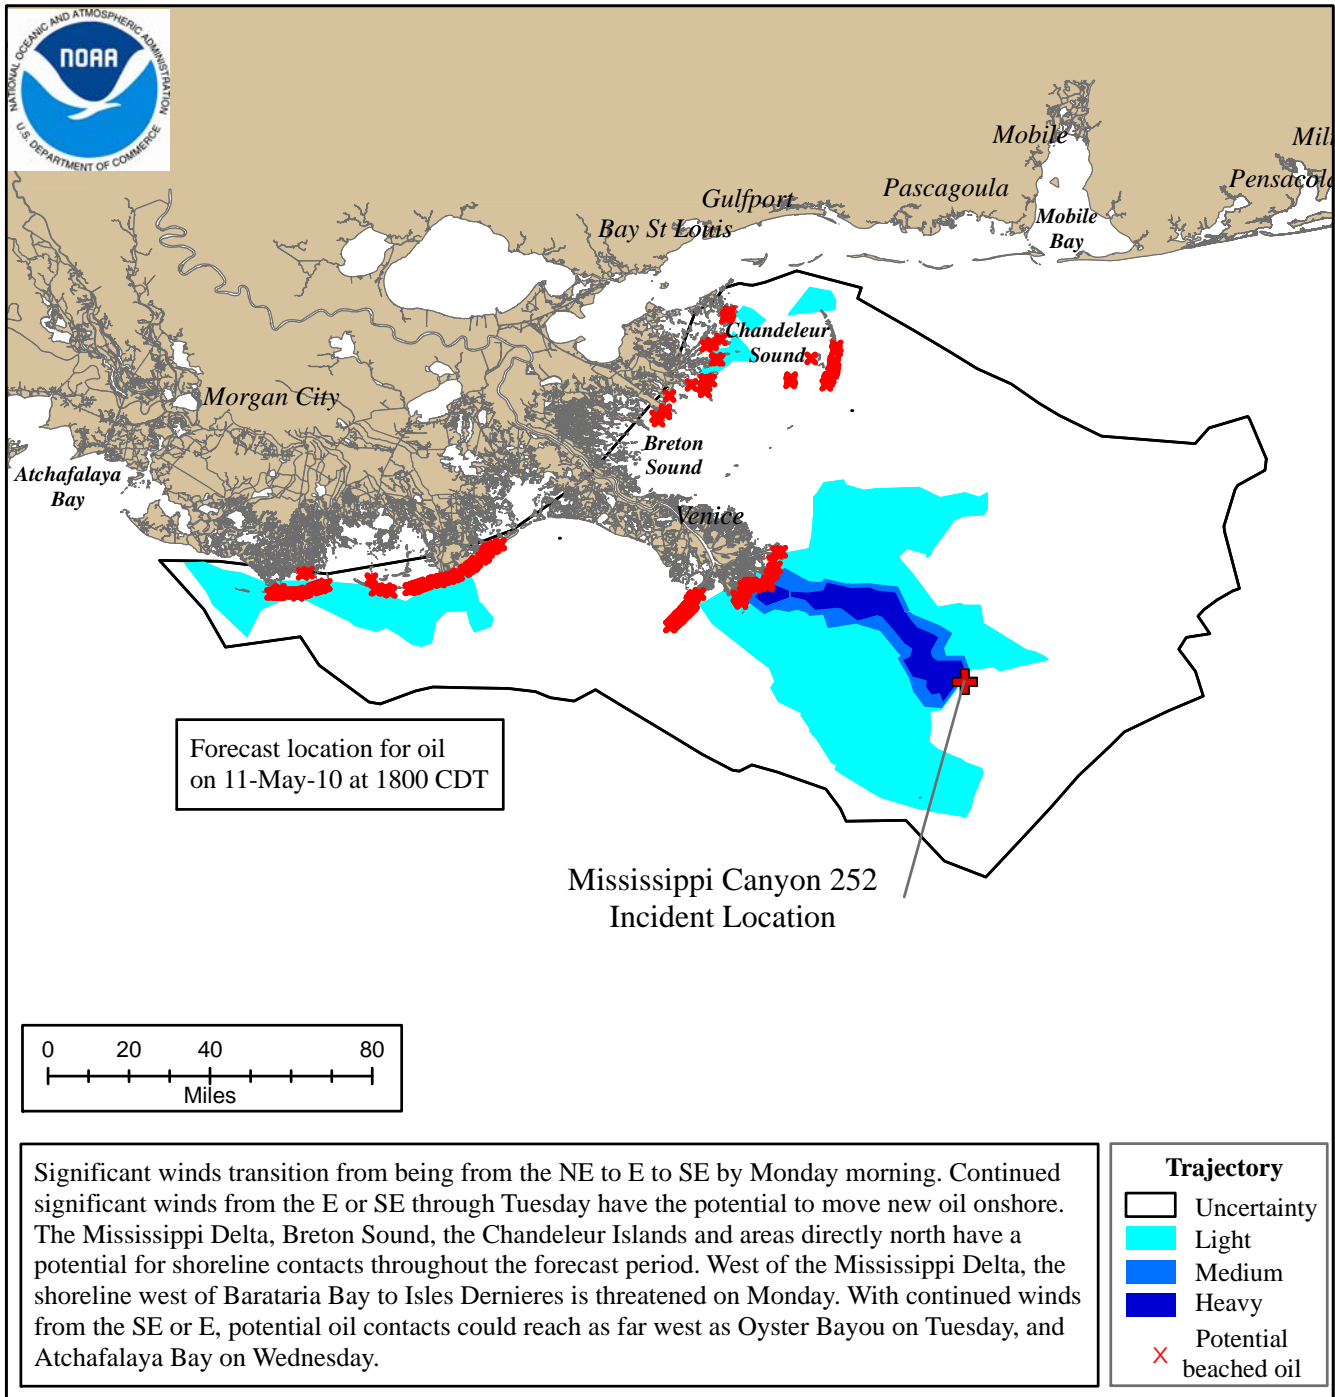 NATIONAL OCEANIC AND ATMOSPHERIC ADMINISTRATION
NOAA
U.S. DEPARTMENT OF COMMERCE
Mobile
Mil
Pensacola
Pascagoula
Gulfport
Mobile
Bay
Bay St Louis
Chandeleur
Sound
Morgan City
Breton
Sound
Atchafalaya
Bay
Venice
Forecast location for oil
on 11-May-10 at 1800 CDT
Mississippi Canyon 252
Incident Location
0 20 40 80
Miles
Significant winds transition from being from the NE to E to SE by Monday morning. Continued
significant winds from the E or SE through Tuesday have the potential to move new oil onshore.
The Mississippi Delta, Breton Sound, the Chandeleur Islands and areas directly north have a
potential for shoreline contacts throughout the forecast period. West of the Mississippi Delta, the
shoreline west of Barataria Bay to Isles Dernieres is threatened on Monday. With continued winds
from the SE or E, potential oil contacts could reach as far west as Oyster Bayou on Tuesday, and
Atchafalaya Bay on Wednesday.
Trajectory
Uncertainty
Light
Medium
Heavy
Potential
beached oil